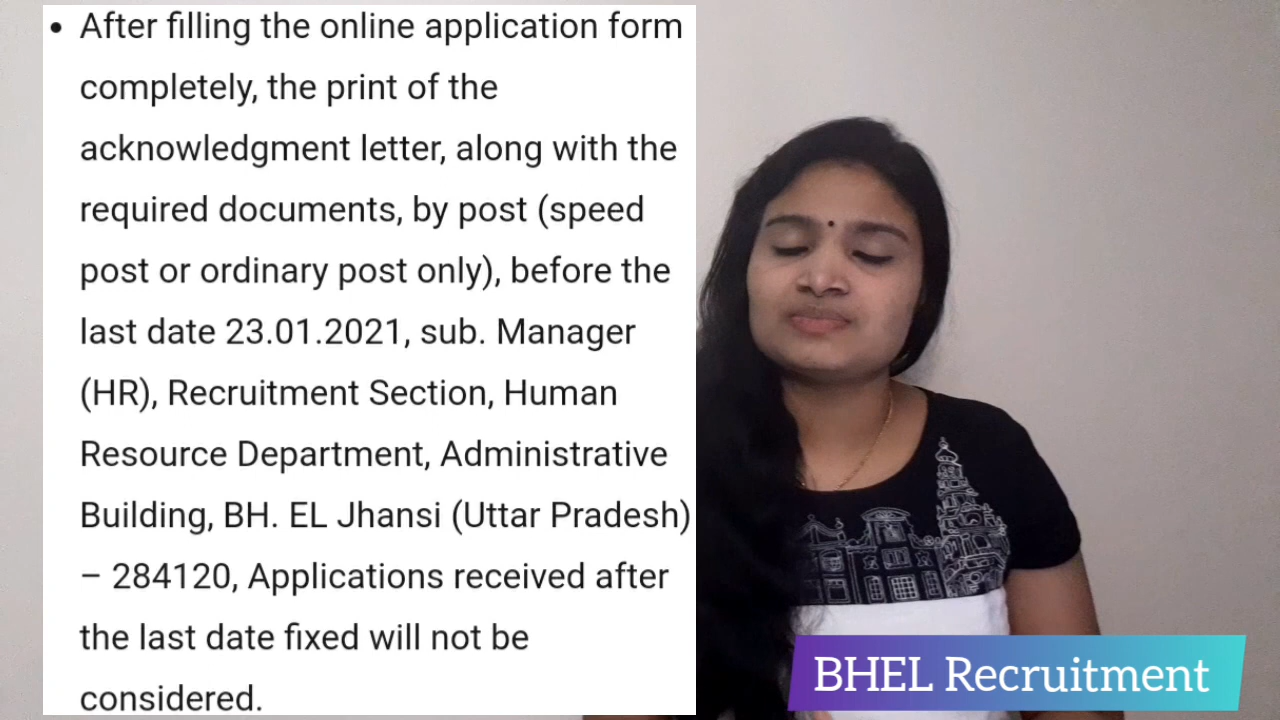 • After filling the online application form
completely, the print of the
acknowledgment letter, along with the
required documents, by post (speed
post or ordinary post only), before the
last date 23.01.2021, sub. Manager
(HR), Recruitment Section, Human
Resource Department, Administrative
Building, BH. EL Jhansi (Uttar Pradesh)
– 284120, Applications received after
the last date fixed will not be
considered.
BHEL Recruitment